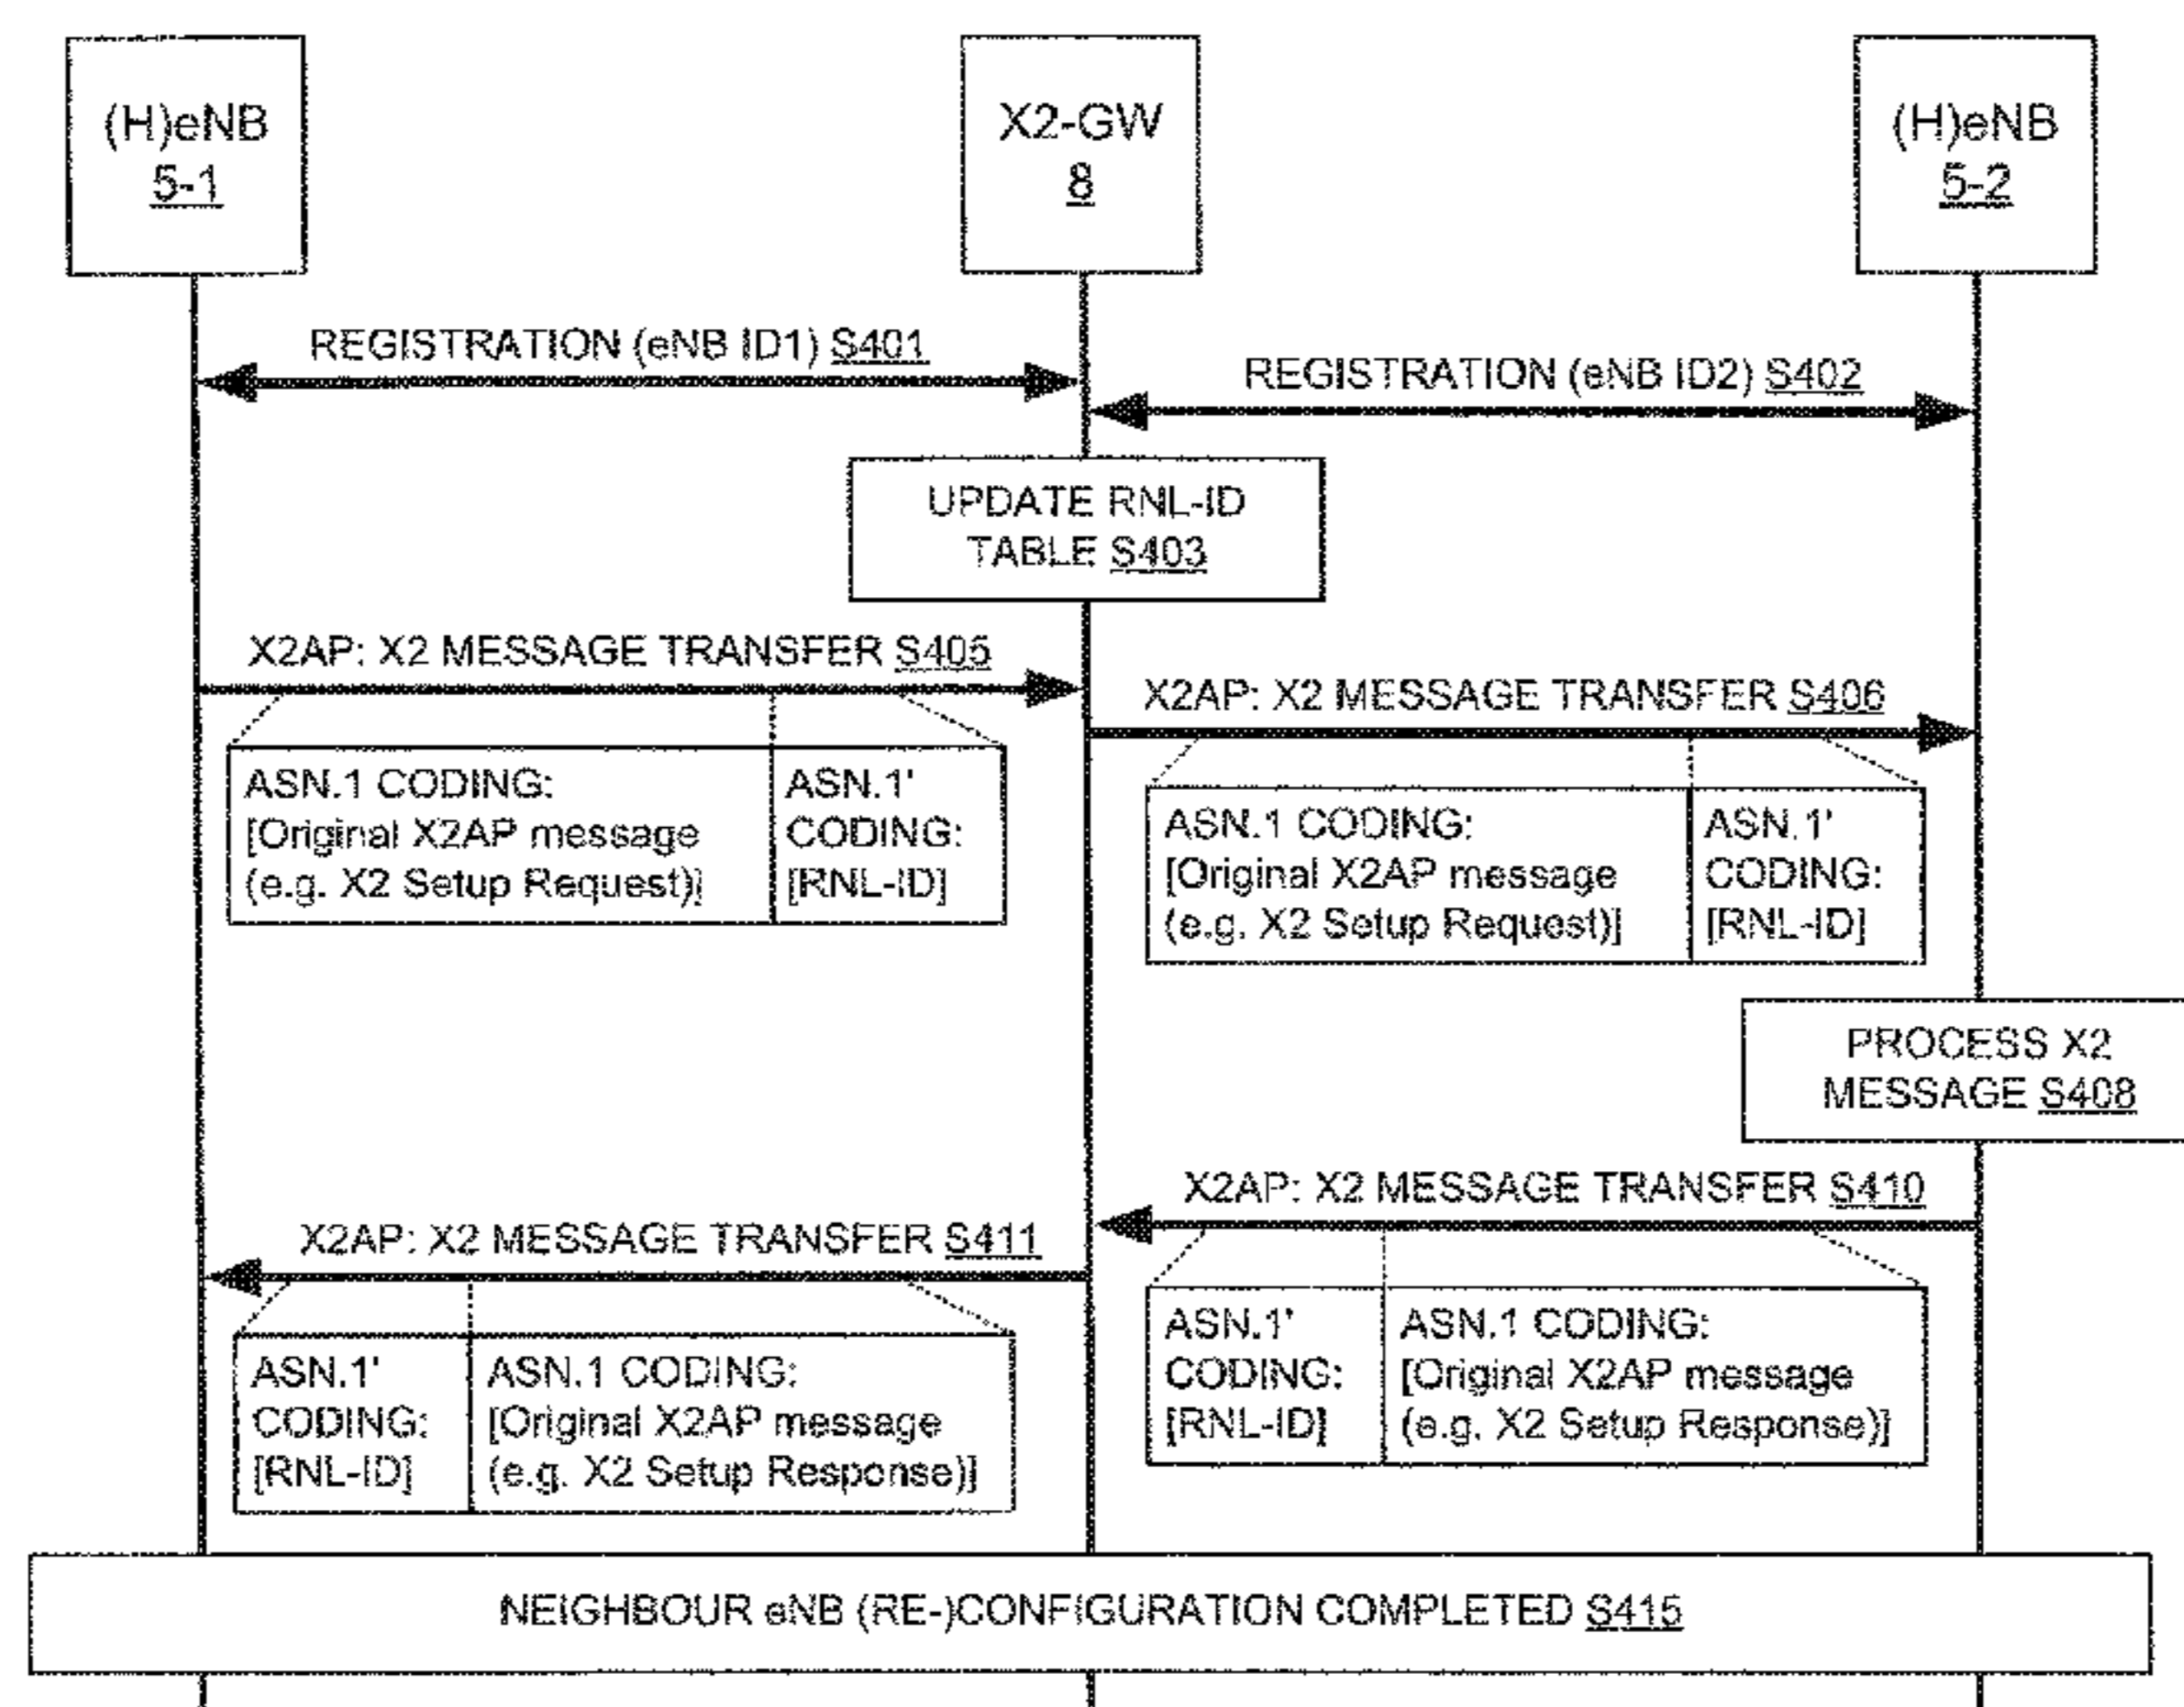 (H)eNB
5-1
X2-GW
8
(H)eNB
5-2
REGISTRATION (eNB ID1) S401
REGISTRATION (eNB ID2) S402
UPDATE RNL-ID
TABLE S403
X2AP: X2 MESSAGE TRANSFER S405
ASN.1 CODING:
[Original X2AP message
(e.g. X2 Setup Request)]
ASN.1'
CODING:
[RNL-ID]
X2AP: X2 MESSAGE TRANSFER S406
ASN.1 CODING:
[Original X2AP message
(e.g. X2 Setup Request)]
ASN.1'
CODING:
[RNL-ID]
PROCESS X2
MESSAGE S408
X2AP: X2 MESSAGE TRANSFER S410
ASN.1'
CODING:
[RNL-ID]
ASN.1 CODING:
[Original X2AP message
(e.g. X2 Setup Response)]
X2AP: X2 MESSAGE TRANSFER S411
ASN.1'
CODING:
[RNL-ID]
ASN.1 CODING:
[Original X2AP message
(e.g. X2 Setup Response)]
NEIGHBOUR eNB (RE-)CONFIGURATION COMPLETED S415